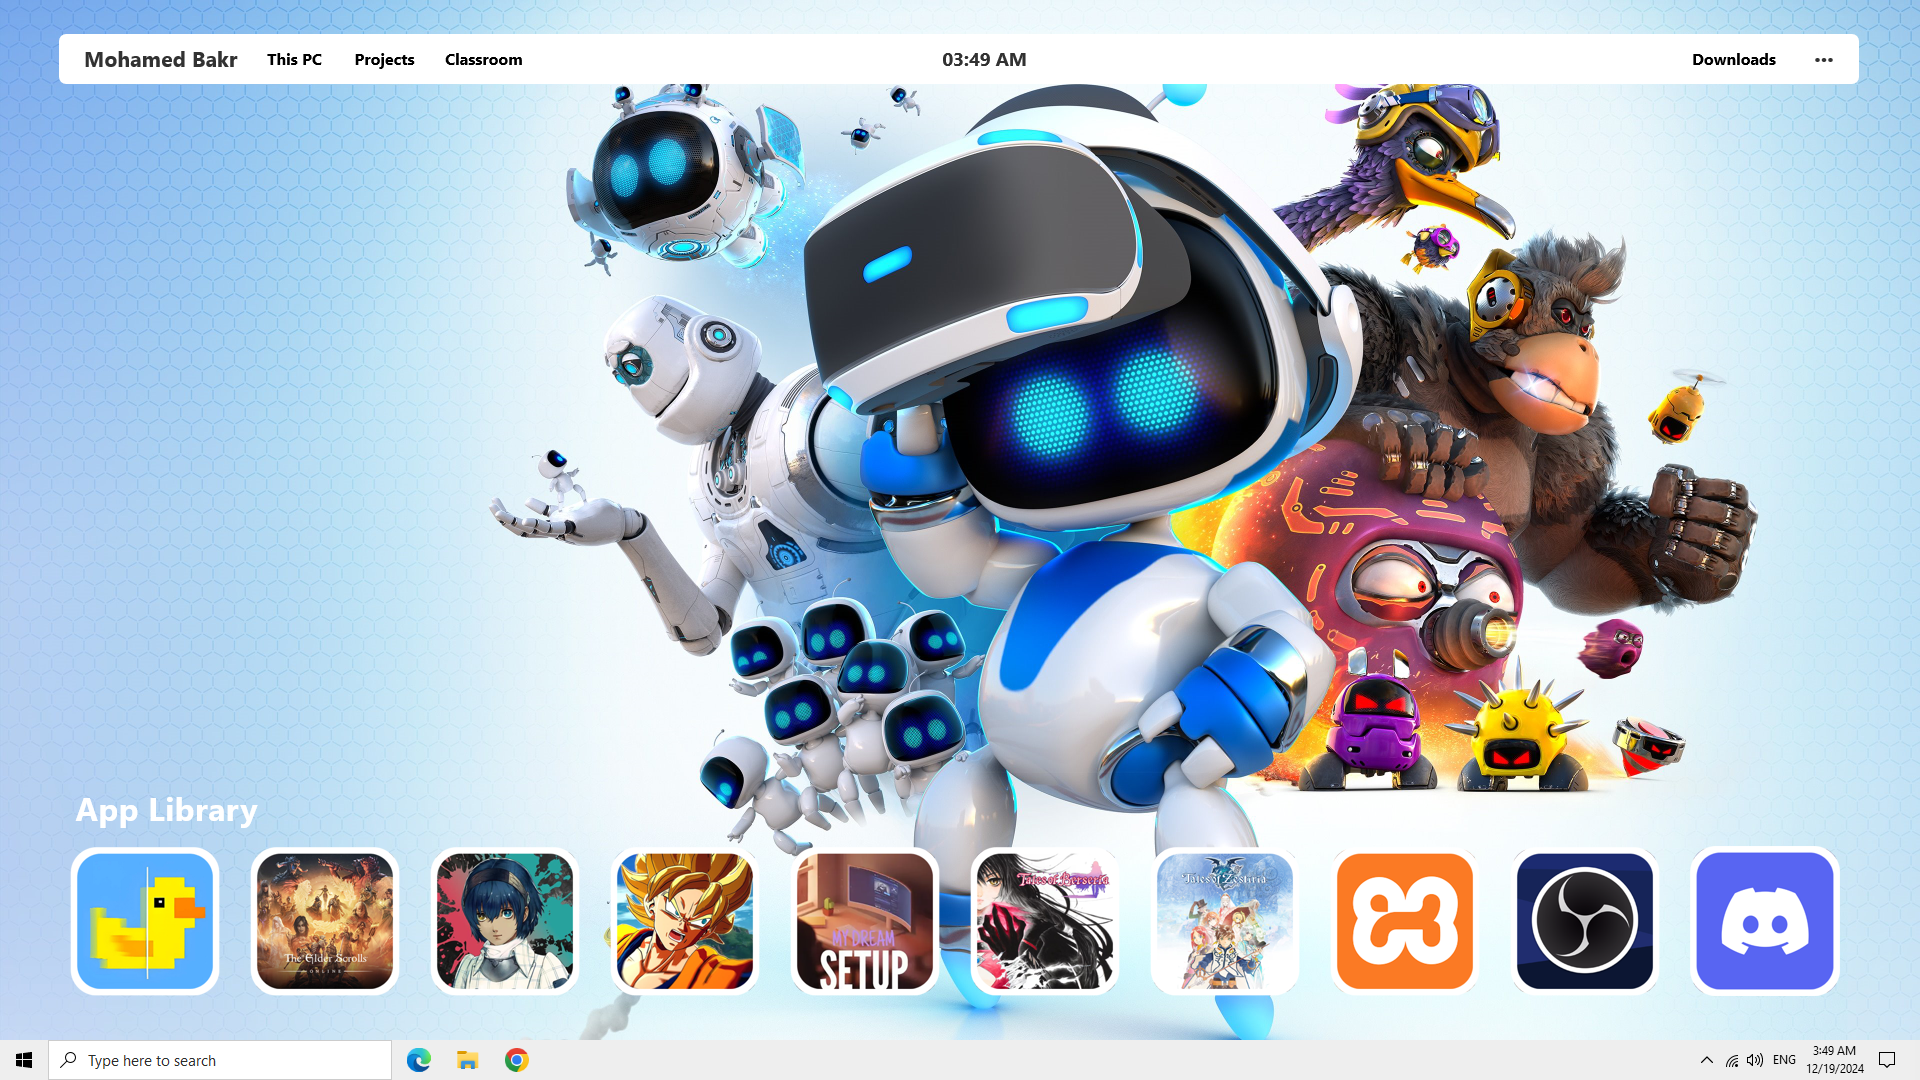 Mohamed Bakr This PC Projects Classroom 03:49 AM Downloads
App Library
The Elder Scrolls
ONLINE
MY DREAM
SETUP
Tales of Berseria
Tales of Zestiria
Type here to search
ENG
3:49 AM
12/19/2024